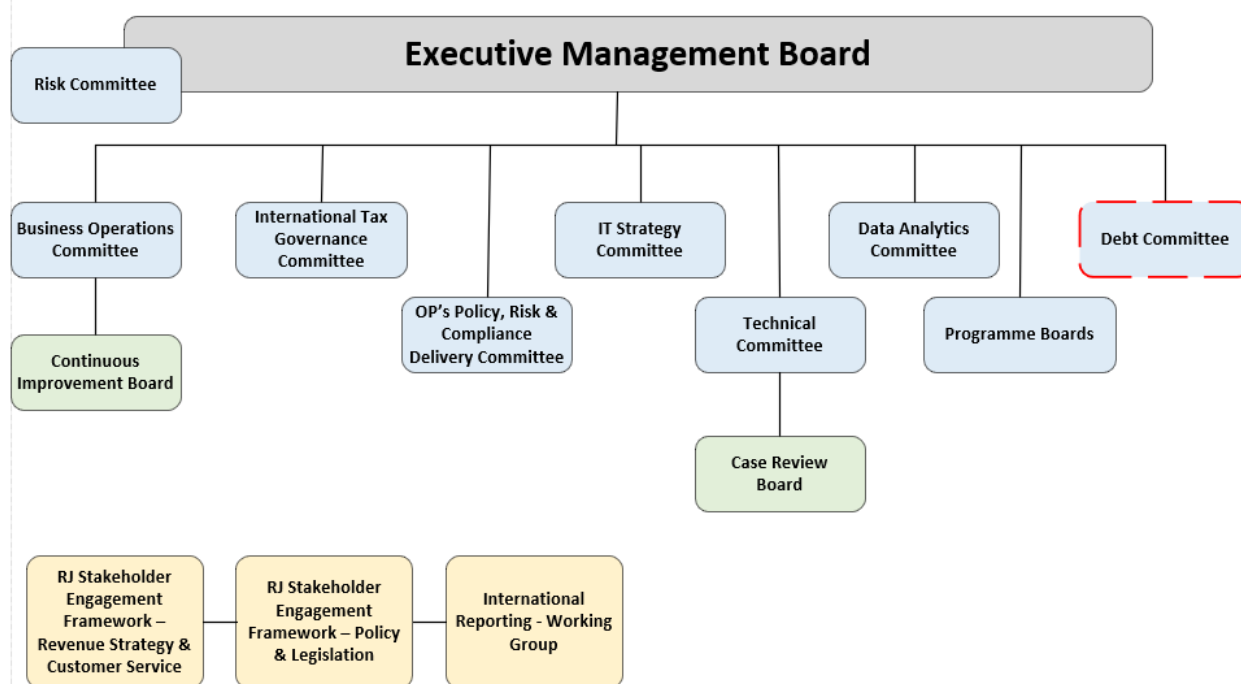 Executive Management Board
Risk Committee
Business Operations
Committee
International Tax
Governance
Committee
IT Strategy
Committee
Data Analytics
Committee
Debt Committee
OP’s Policy, Risk &
Compliance
Delivery Committee
Technical
Committee
Programme Boards
Continuous
Improvement Board
Case Review
Board
RJ Stakeholder
Engagement
Framework –
Revenue Strategy &
Customer Service
RJ Stakeholder
Engagement
Framework – Policy
& Legislation
International
Reporting - Working
Group